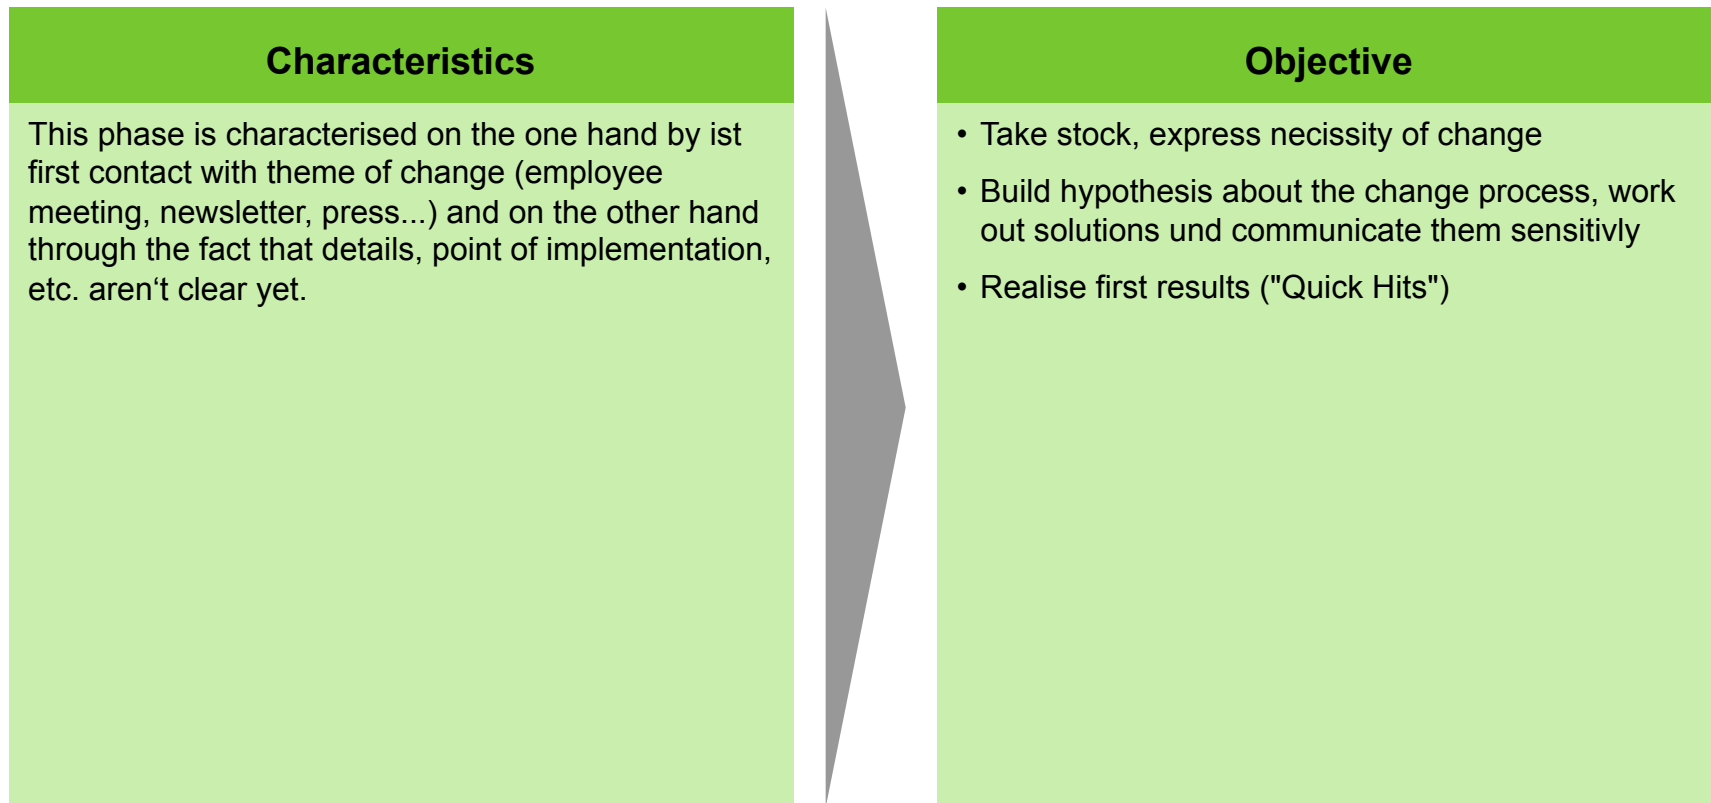 Characteristics
This phase is characterised on the one hand by ist
first contact with theme of change (employee
meeting, newsletter, press...) and on the other hand
through the fact that details, point of implementation,
etc. aren‘t clear yet.
Objective
• Take stock, express necissity of change
• Build hypothesis about the change process, work
out solutions und communicate them sensitivly
• Realise first results ("Quick Hits")